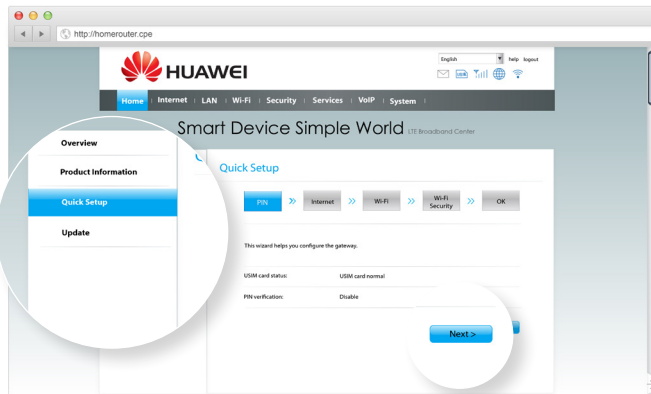 http://homerouter.cpe
English help logout
HUAWEI
Home Internet LAN Wi-Fi Security Services VoIP System
Smart Device Simple World LTE Broadband Center
Overview
Product Information
Quick Setup
Update
Quick Setup
PIN >> Internet >> Wi-Fi >> Wi-Fi Security >> OK
This wizard helps you configure the gateway.
USIM card status: USIM card normal
PIN verification: Disable
Next >